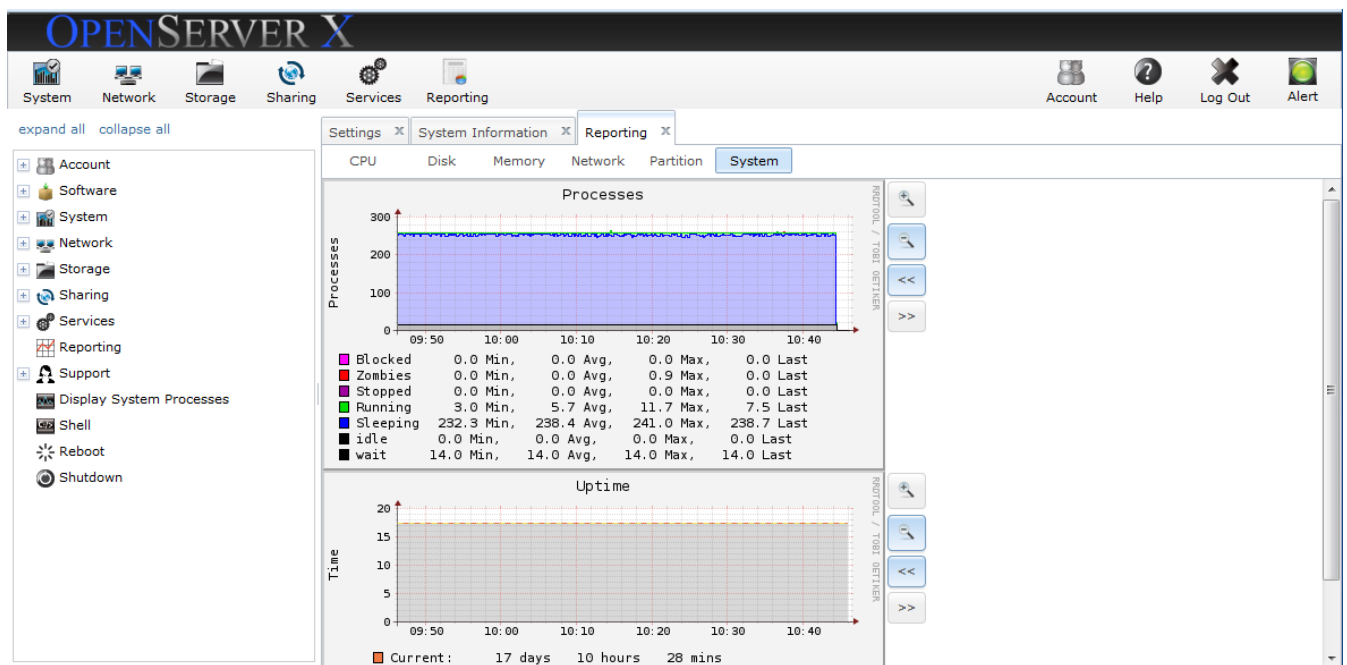 OPENSERVER X
System Network Storage Sharing Services Reporting Account Help Log Out Alert
expand all collapse all
Account
Software
System
Network
Storage
Sharing
Services
Reporting
Support
Display System Processes
Shell
Reboot
Shutdown
Settings x System Information x Reporting x
CPU Disk Memory Network Partition System
Processes
RRDTOOL / TOBI OETIKER
Processes
300
200
100
0
09:50 10:00 10:10 10:20 10:30 10:40
Blocked 0.0 Min, 0.0 Avg, 0.0 Max, 0.0 Last
Zombies 0.0 Min, 0.0 Avg, 0.9 Max, 0.0 Last
Stopped 0.0 Min, 0.0 Avg, 0.0 Max, 0.0 Last
Running 3.0 Min, 5.7 Avg, 11.7 Max, 7.5 Last
Sleeping 232.3 Min, 238.4 Avg, 241.0 Max, 238.7 Last
idle 0.0 Min, 0.0 Avg, 0.0 Max, 0.0 Last
wait 14.0 Min, 14.0 Avg, 14.0 Max, 14.0 Last
<<
>>
Uptime
RRDTOOL / TOBI OETIKER
Time
20
15
10
5
0
09:50 10:00 10:10 10:20 10:30 10:40
Current: 17 days 10 hours 28 mins
<<
>>